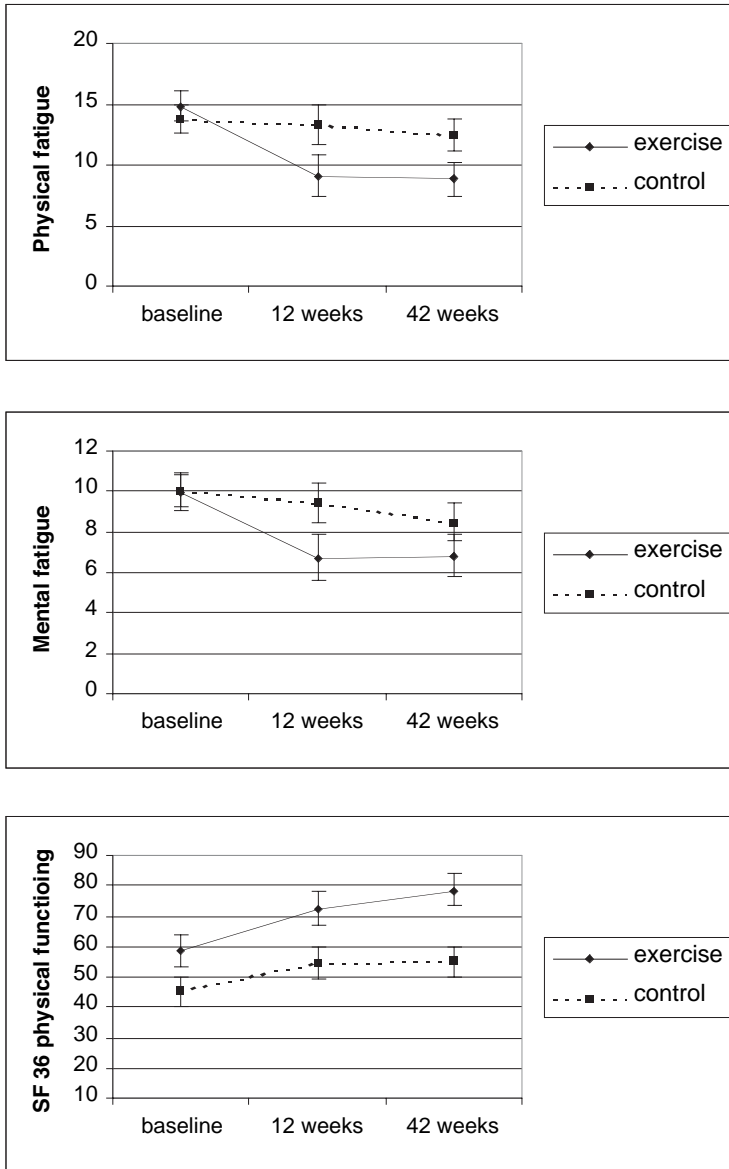 Physical fatigue
20
15
10
5
0
baseline 12 weeks 42 weeks
exercise
control
Mental fatigue
12
10
8
6
4
2
0
baseline 12 weeks 42 weeks
exercise
control
SF 36 physical functioing
90
80
70
60
50
40
30
20
10
baseline 12 weeks 42 weeks
exercise
control